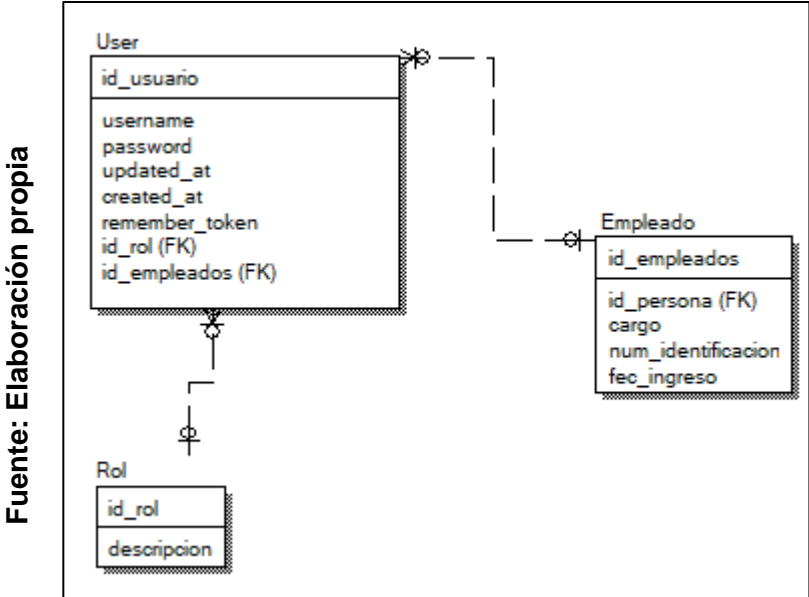 Fuente: Elaboración propia
User
id_usuario
username
password
updated_at
created_at
remember_token
id_rol (FK)
id_empleados (FK)
Empleado
id_empleados
id_persona (FK)
cargo
num_identificacion
fec_ingreso
Rol
id_rol
descripcion